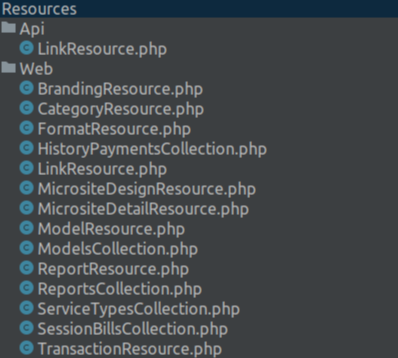 Resources
Api
LinkResource.php
Web
BrandingResource.php
CategoryResource.php
FormatResource.php
HistoryPaymentsCollection.php
LinkResource.php
MicrositeDesignResource.php
MicrositeDetailResource.php
ModelResource.php
ModelsCollection.php
ReportResource.php
ReportsCollection.php
ServiceTypesCollection.php
SessionBillsCollection.php
TransactionResource.php